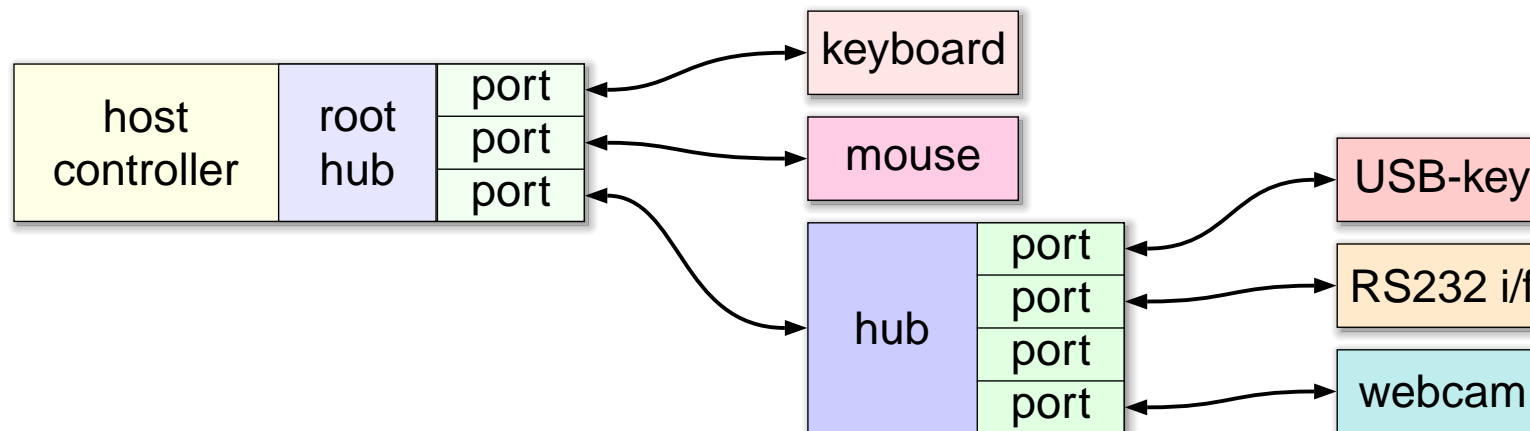 keyboard
host
controller
root
hub
port
port
port
mouse
USB-key
hub
port
port
port
port
RS232 i/f
webcam